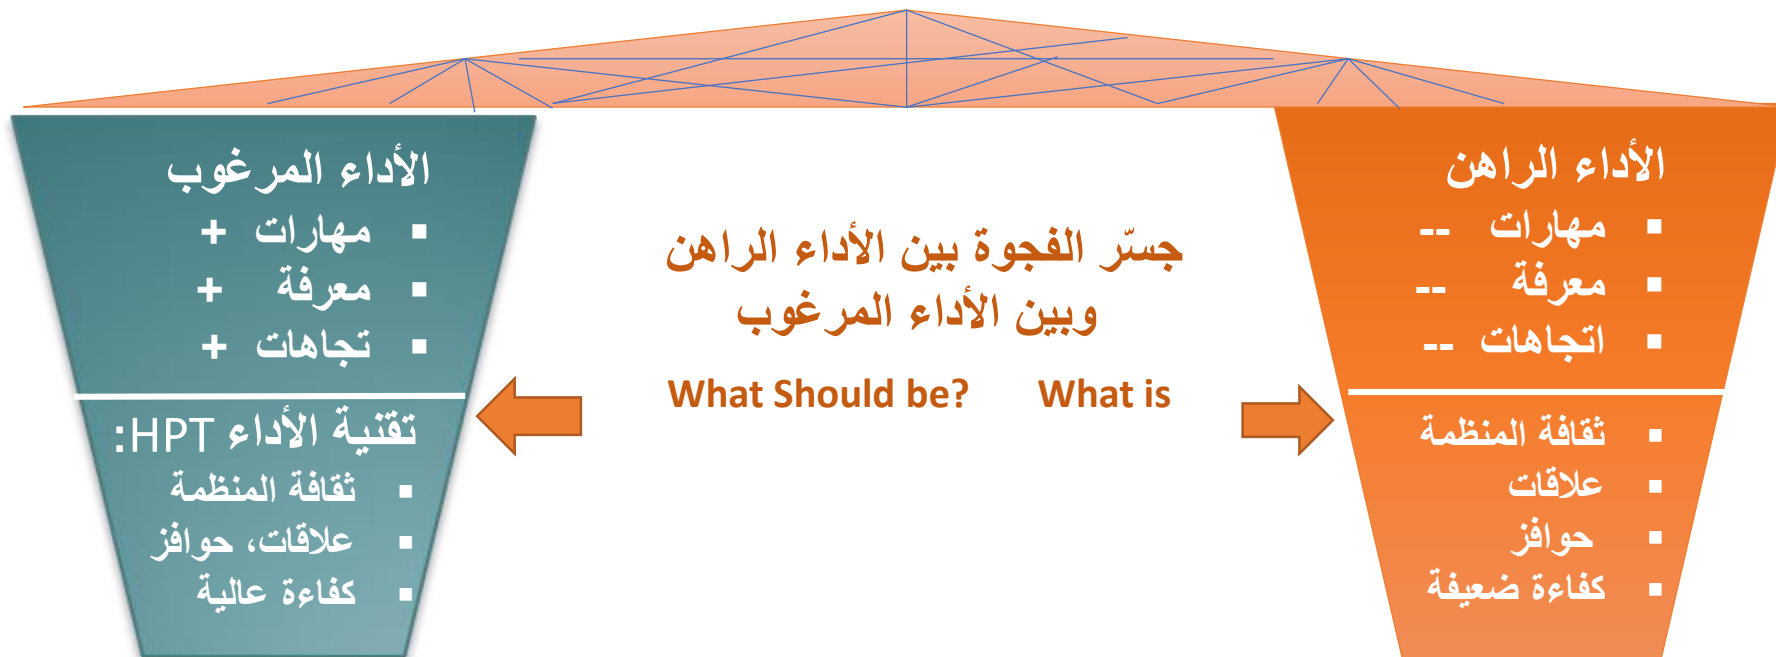 الأداء الراهن
▪ مهارات --
▪ معرفة --
▪ اتجاهات --
▪ ثقافة المنظمة
▪ علاقات
▪ حوافز
▪ كفاءة ضعيفة
جسّر الفجوة بين الأداء الراهن
وبين الأداء المرغوب
What Should be? What is
الأداء المرغوب
▪ مهارات +
▪ معرفة +
▪ تجاهات +
تقنية الأداء HPT:
▪ ثقافة المنظمة
▪ علاقات، حوافز
▪ كفاءة عالية